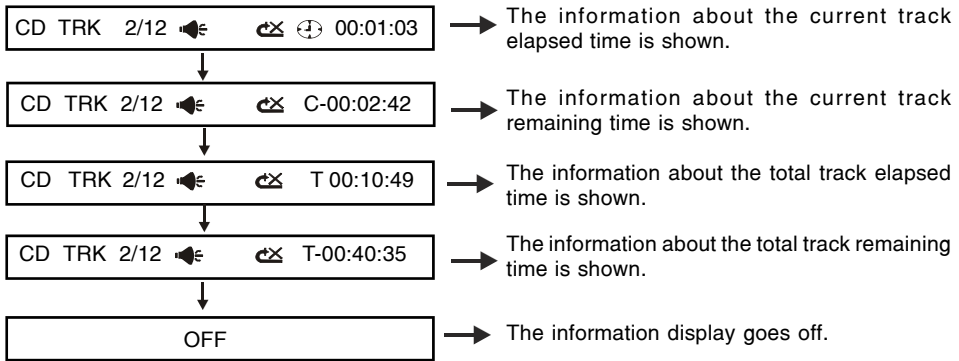 CD TRK 2/12 00:01:03
The information about the current track
elapsed time is shown.
CD TRK 2/12 C-00:02:42
The information about the current track
remaining time is shown.
CD TRK 2/12 T 00:10:49
The information about the total track elapsed
time is shown.
CD TRK 2/12 T-00:40:35
The information about the total track remaining
time is shown.
OFF
The information display goes off.